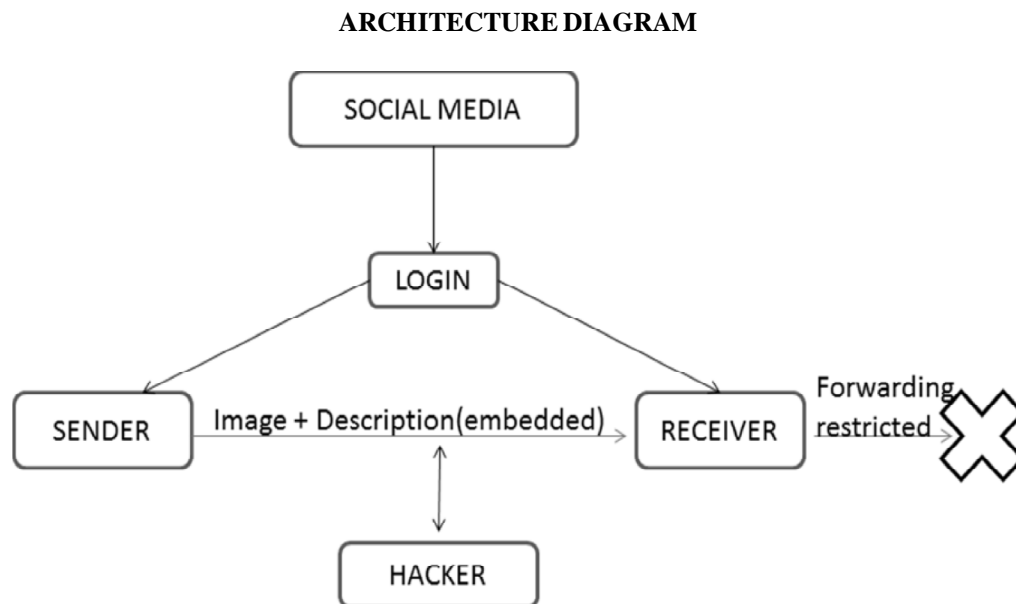 ARCHITECTURE DIAGRAM
SOCIAL MEDIA
LOGIN
SENDER
Image + Description(embedded)
RECEIVER
Forwarding
restricted
HACKER